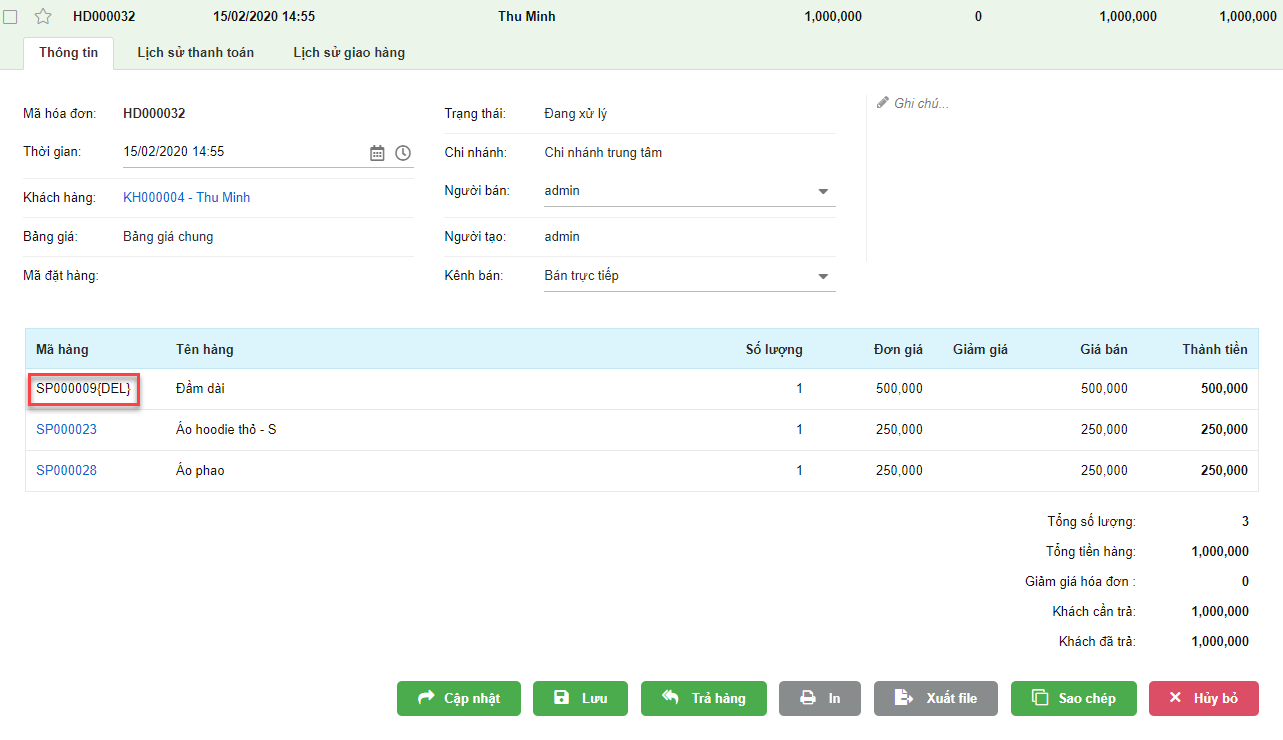 HD000032 15/02/2020 14:55 Thu Minh 1,000,000 0 1,000,000 1,000,000
Thông tin Lịch sử thanh toán Lịch sử giao hàng
Mã hóa đơn: HD000032
Thời gian: 15/02/2020 14:55
Khách hàng: KH000004 - Thu Minh
Bảng giá: Bảng giá chung
Mã đặt hàng:
Trạng thái: Đang xử lý
Chi nhánh: Chi nhánh trung tâm
Người bán: admin
Người tạo: admin
Kênh bán: Bán trực tiếp
Ghi chú...
Mã hàng Tên hàng Số lượng Đơn giá Giảm giá Giá bán Thành tiền
SP000009{DEL} Đầm dài 1 500,000 500,000 500,000
SP000023 Áo hoodie thỏ - S 1 250,000 250,000 250,000
SP000028 Áo phao 1 250,000 250,000 250,000
Tổng số lượng: 3
Tổng tiền hàng: 1,000,000
Giảm giá hóa đơn : 0
Khách cần trả: 1,000,000
Khách đã trả: 1,000,000
Cập nhật Lưu Trả hàng In Xuất file Sao chép Hủy bỏ